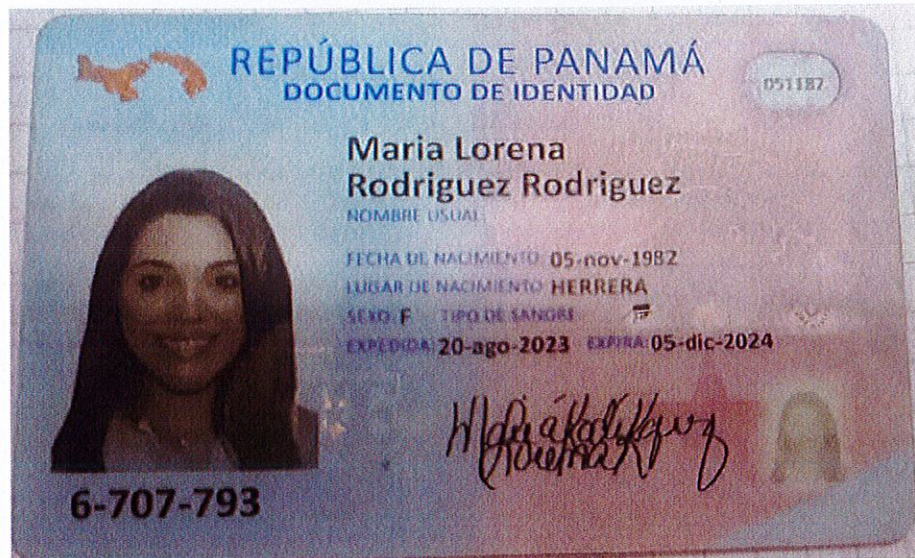 REPÚBLICA DE PANAMÁ
DOCUMENTO DE IDENTIDAD
051182
Maria Lorena
Rodriguez Rodriguez
NOMBRE USUAL:
FECHA DE NACIMIENTO: 05-nov-1982
LUGAR DE NACIMIENTO: HERRERA
SEXO: F TIPO DE SANGRE:
EXPEDIDA: 20-ago-2023 EXPIRA: 05-dic-2024
6-707-793